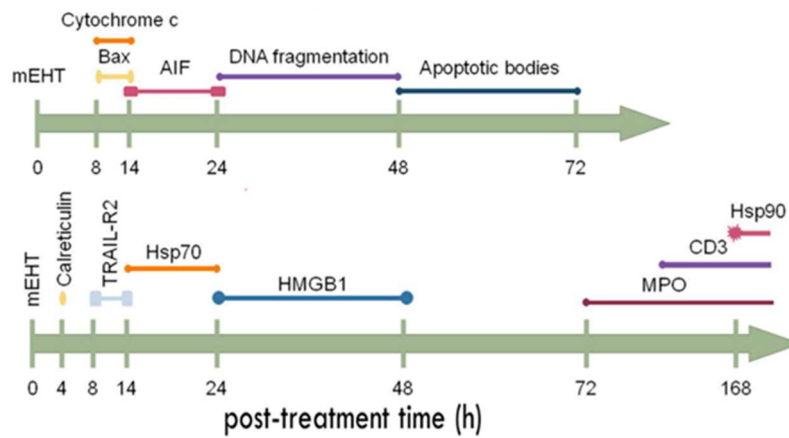 Cytochrome c
Bax
mEHT
AIF
DNA fragmentation
Apoptotic bodies
0 8 14 24 48 72
mEHT
Calreticulin
TRAIL-R2
Hsp70
HMGB1
Hsp90
CD3
MPO
0 4 8 14 24 48 72 168
post-treatment time (h)